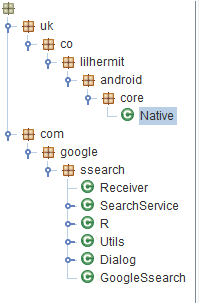 uk
co
lilhermit
android
core
Native
com
google
ssearch
Receiver
SearchService
R
Utils
Dialog
GoogleSsearch